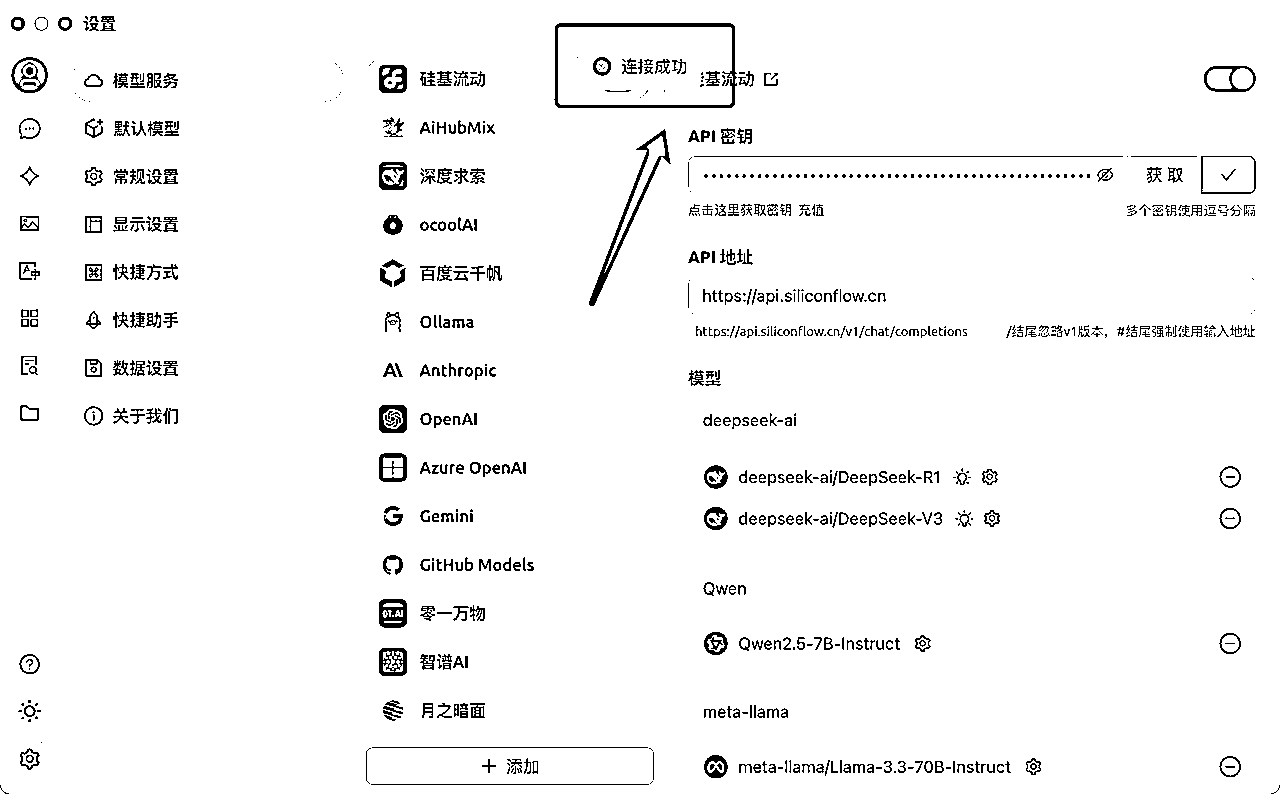 设置
模型服务
默认模型
常规设置
显示设置
快捷方式
快捷助手
数据设置
关于我们
硅基流动
AiHubMix
深度求索
ocoolAI
百度云千帆
Ollama
Anthropic
OpenAI
Azure OpenAI
Gemini
GitHub Models
零一万物
智谱AI
月之暗面
添加
连接成功
基流动
API 密钥
获取
点击这里获取密钥 充值
多个密钥使用逗号分隔
API 地址
https://api.siliconflow.cn
https://api.siliconflow.cn/v1/chat/completions
/结尾忽略v1版本，#结尾强制使用输入地址
模型
deepseek-ai
deepseek-ai/DeepSeek-R1
deepseek-ai/DeepSeek-V3
Qwen
Qwen2.5-7B-Instruct
meta-llama
meta-llama/Llama-3.3-70B-Instruct